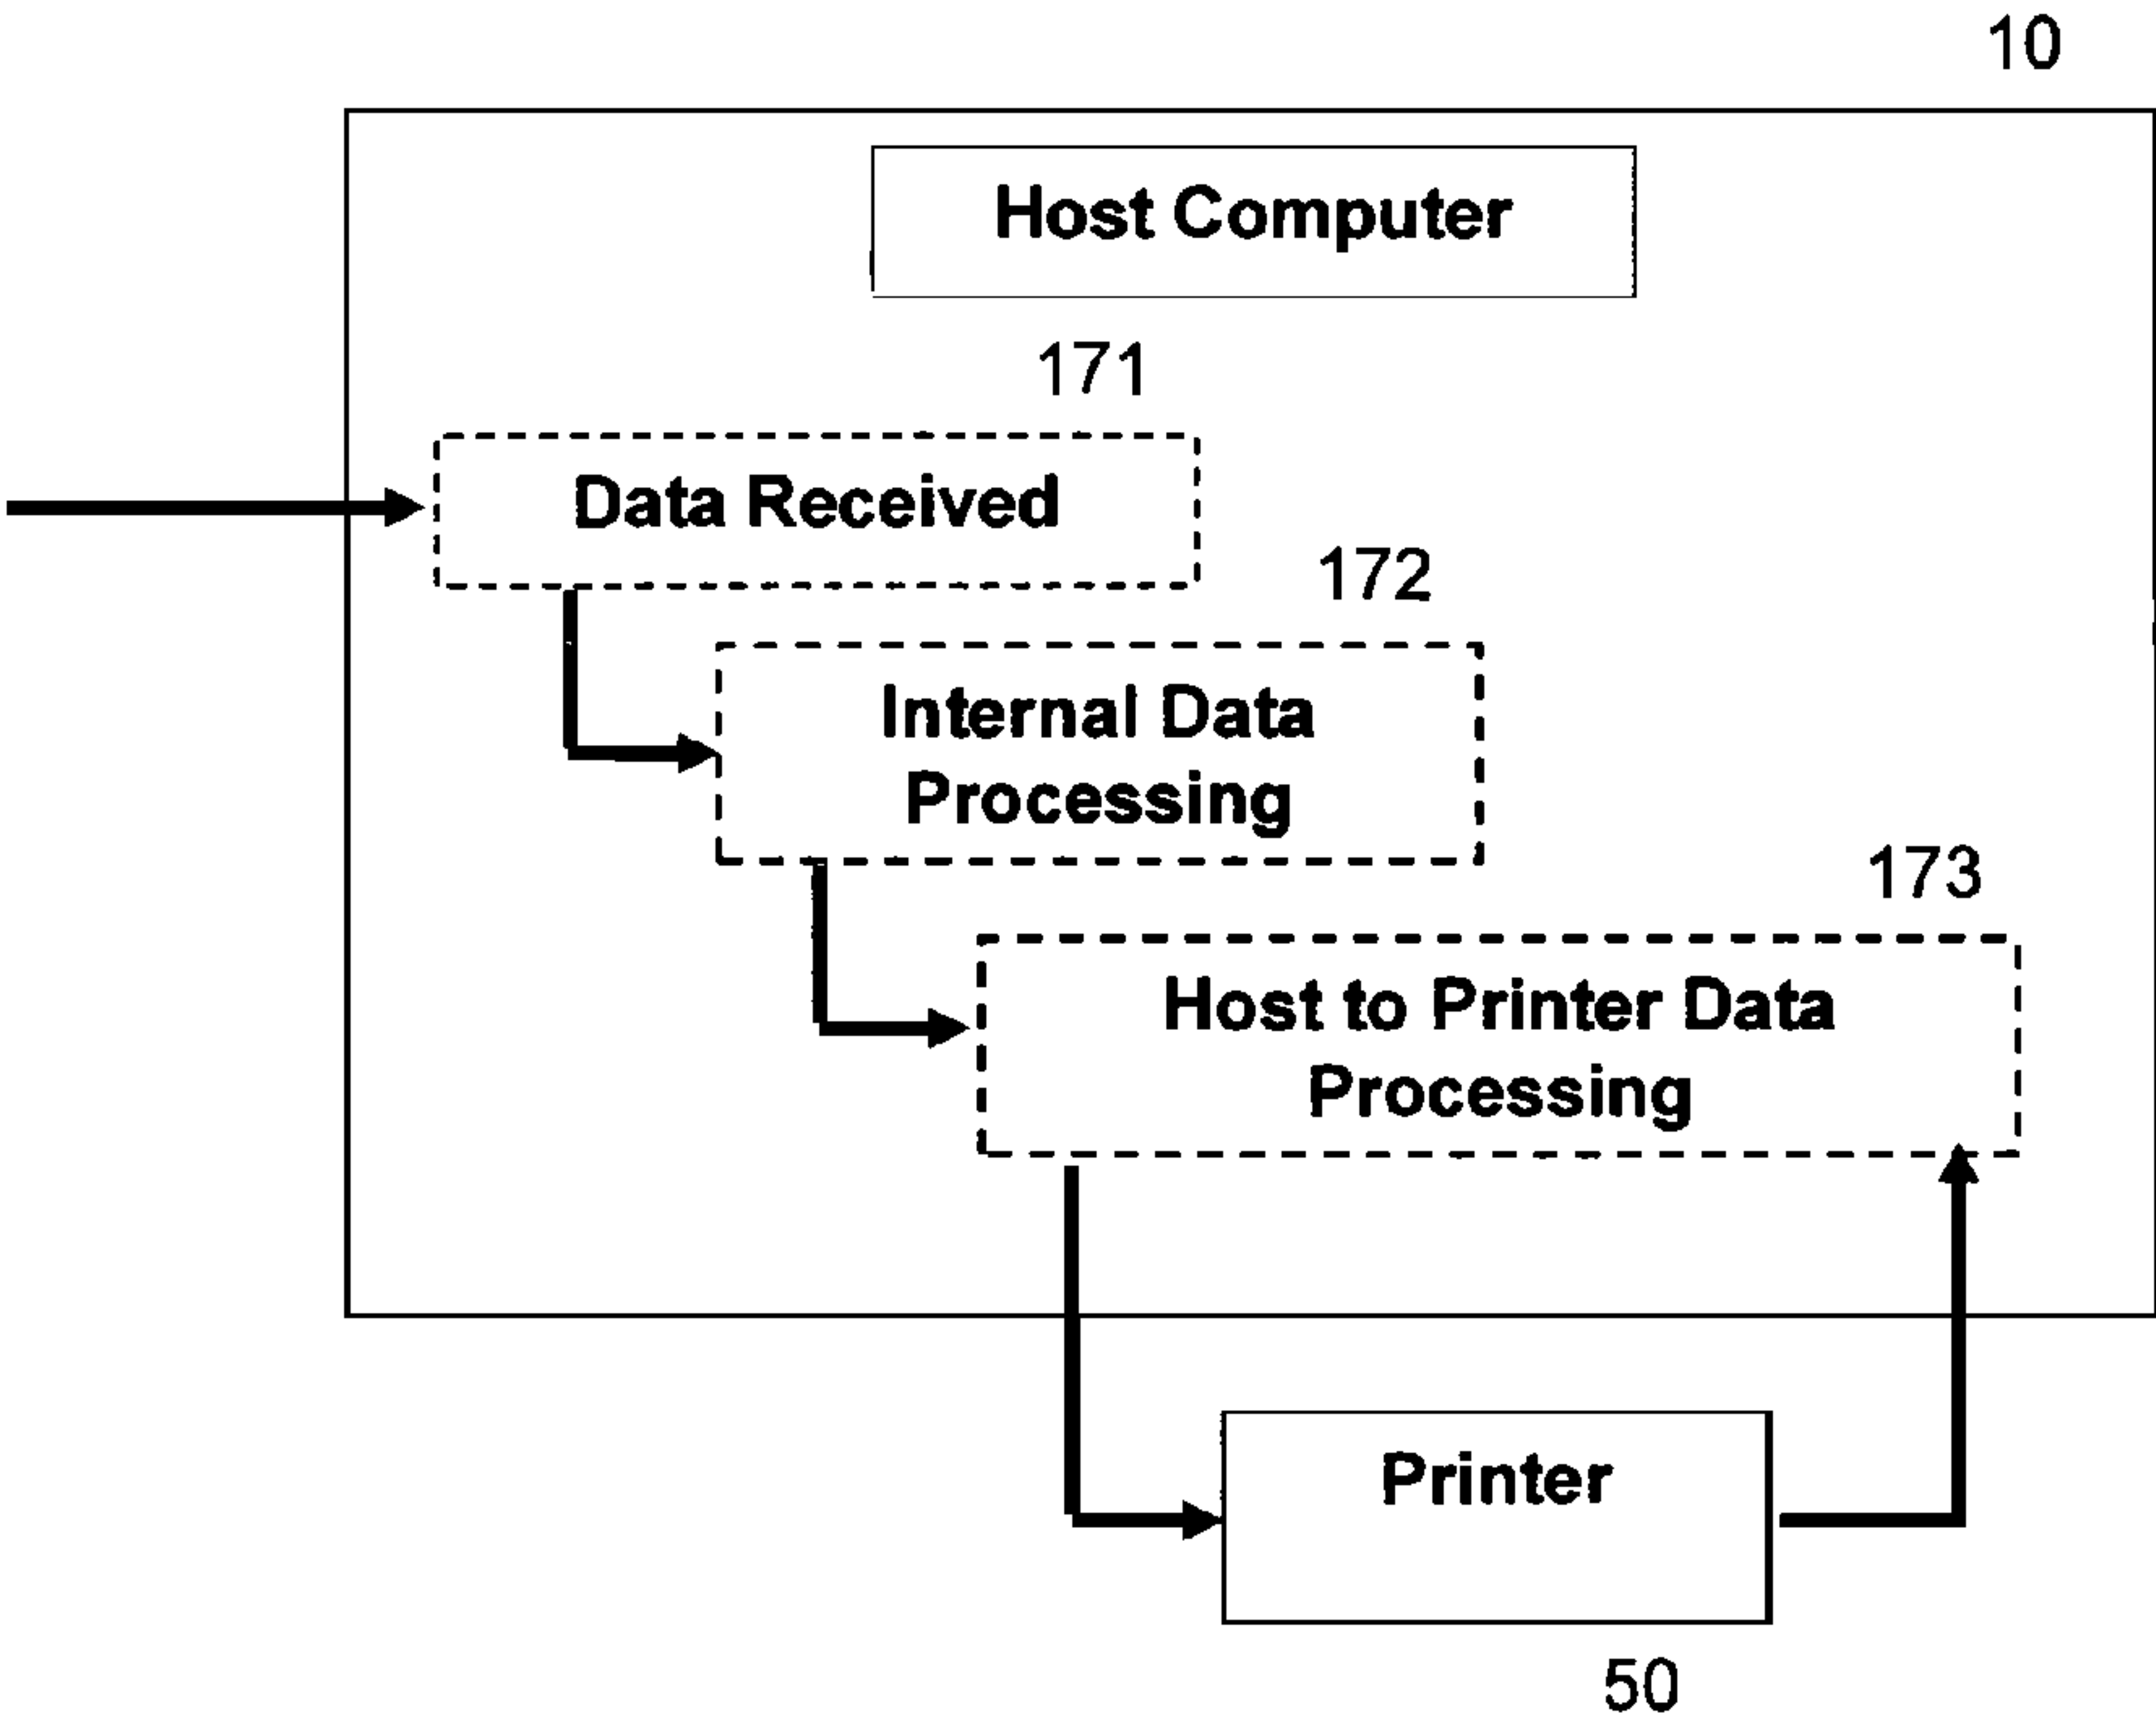 10
Host Computer
171
Data Received
172
Internal Data
Processing
173
Host to Printer Data
Processing
Printer
50